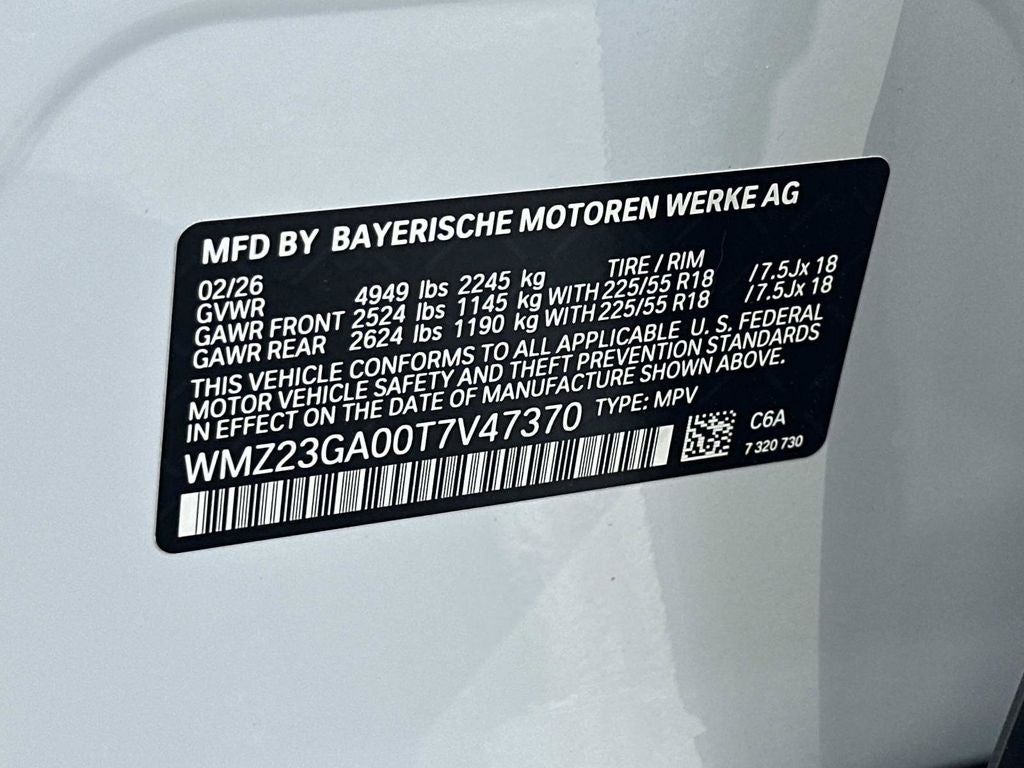 MFD BY BAYERISCHE MOTOREN WERKE AG
02/26 TIRE / RIM
GVWR 4949 lbs 2245 kg
GAWR FRONT 2524 lbs 1145 kg WITH 225/55 R18 /7.5Jx 18
GAWR REAR 2624 lbs 1190 kg WITH 225/55 R18 /7.5Jx 18
THIS VEHICLE CONFORMS TO ALL APPLICABLE U. S. FEDERAL
MOTOR VEHICLE SAFETY AND THEFT PREVENTION STANDARDS
IN EFFECT ON THE DATE OF MANUFACTURE SHOWN ABOVE.
WMZ23GA00T7V47370 TYPE: MPV
C6A
7 320 730